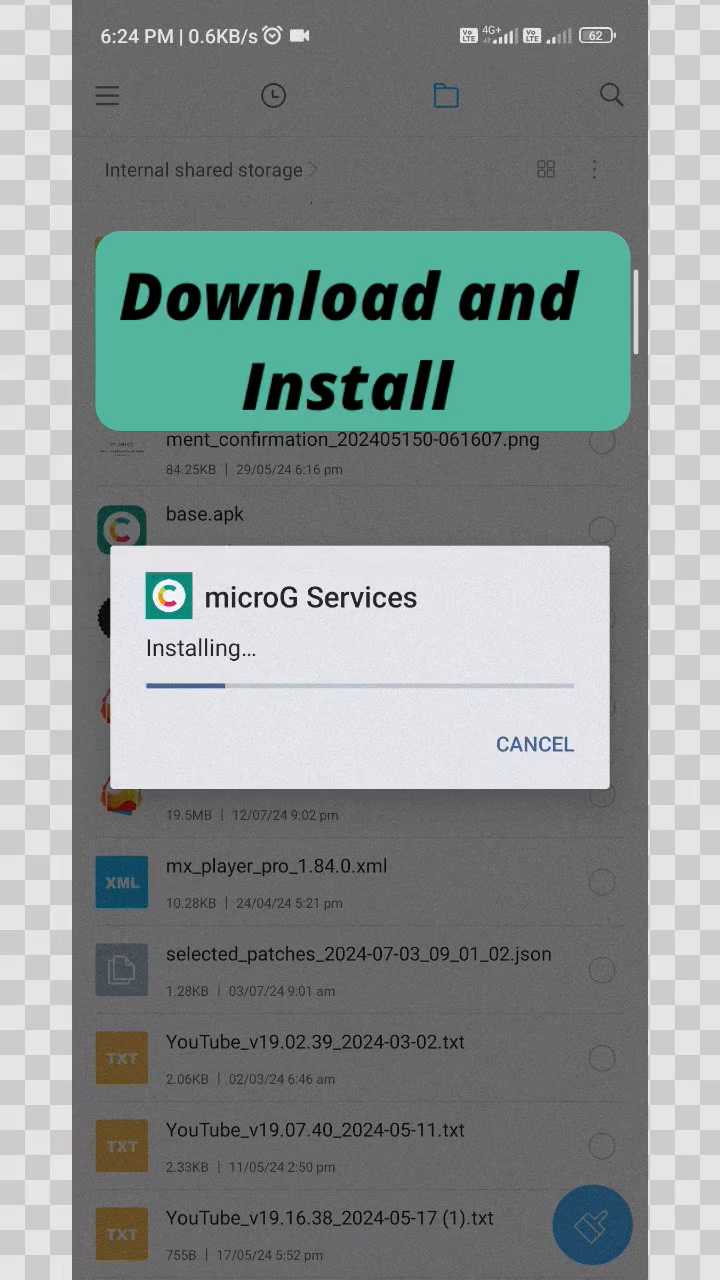 6:24 PM | 0.6KB/s
Vo LTE 4G+ Vo LTE 62
Internal shared storage
Download and
Install
ment_confirmation_202405150-061607.png
84.25KB | 29/05/24 6:16 pm
base.apk
microG Services
Installing...
CANCEL
19.5MB | 12/07/24 9:02 pm
XML
mx_player_pro_1.84.0.xml
10.28KB | 24/04/24 5:21 pm
selected_patches_2024-07-03_09_01_02.json
1.28KB | 03/07/24 9:01 am
TXT
YouTube_v19.02.39_2024-03-02.txt
2.06KB | 02/03/24 6:46 am
TXT
YouTube_v19.07.40_2024-05-11.txt
2.33KB | 11/05/24 2:50 pm
TXT
YouTube_v19.16.38_2024-05-17 (1).txt
755B | 17/05/24 5:52 pm